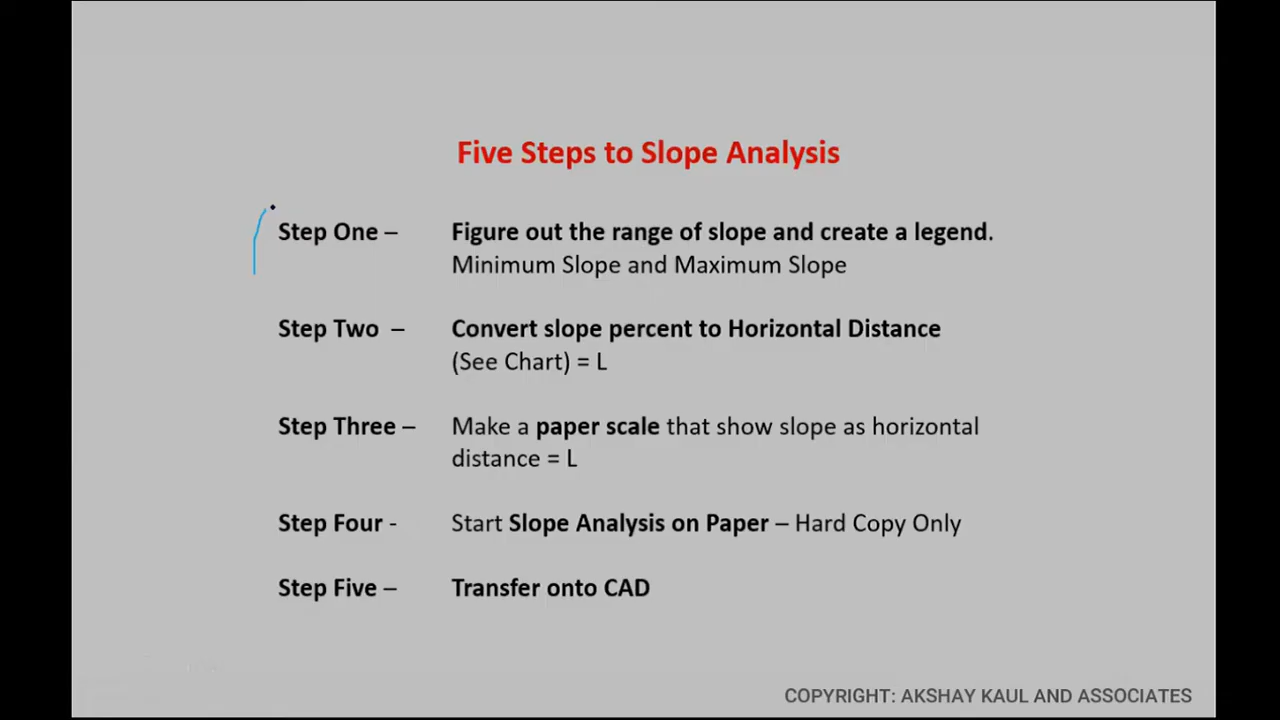 Five Steps to Slope Analysis
Step One – Figure out the range of slope and create a legend.
Minimum Slope and Maximum Slope
Step Two – Convert slope percent to Horizontal Distance
(See Chart) = L
Step Three – Make a paper scale that show slope as horizontal
distance = L
Step Four - Start Slope Analysis on Paper – Hard Copy Only
Step Five – Transfer onto CAD
COPYRIGHT: AKSHAY KAUL AND ASSOCIATES